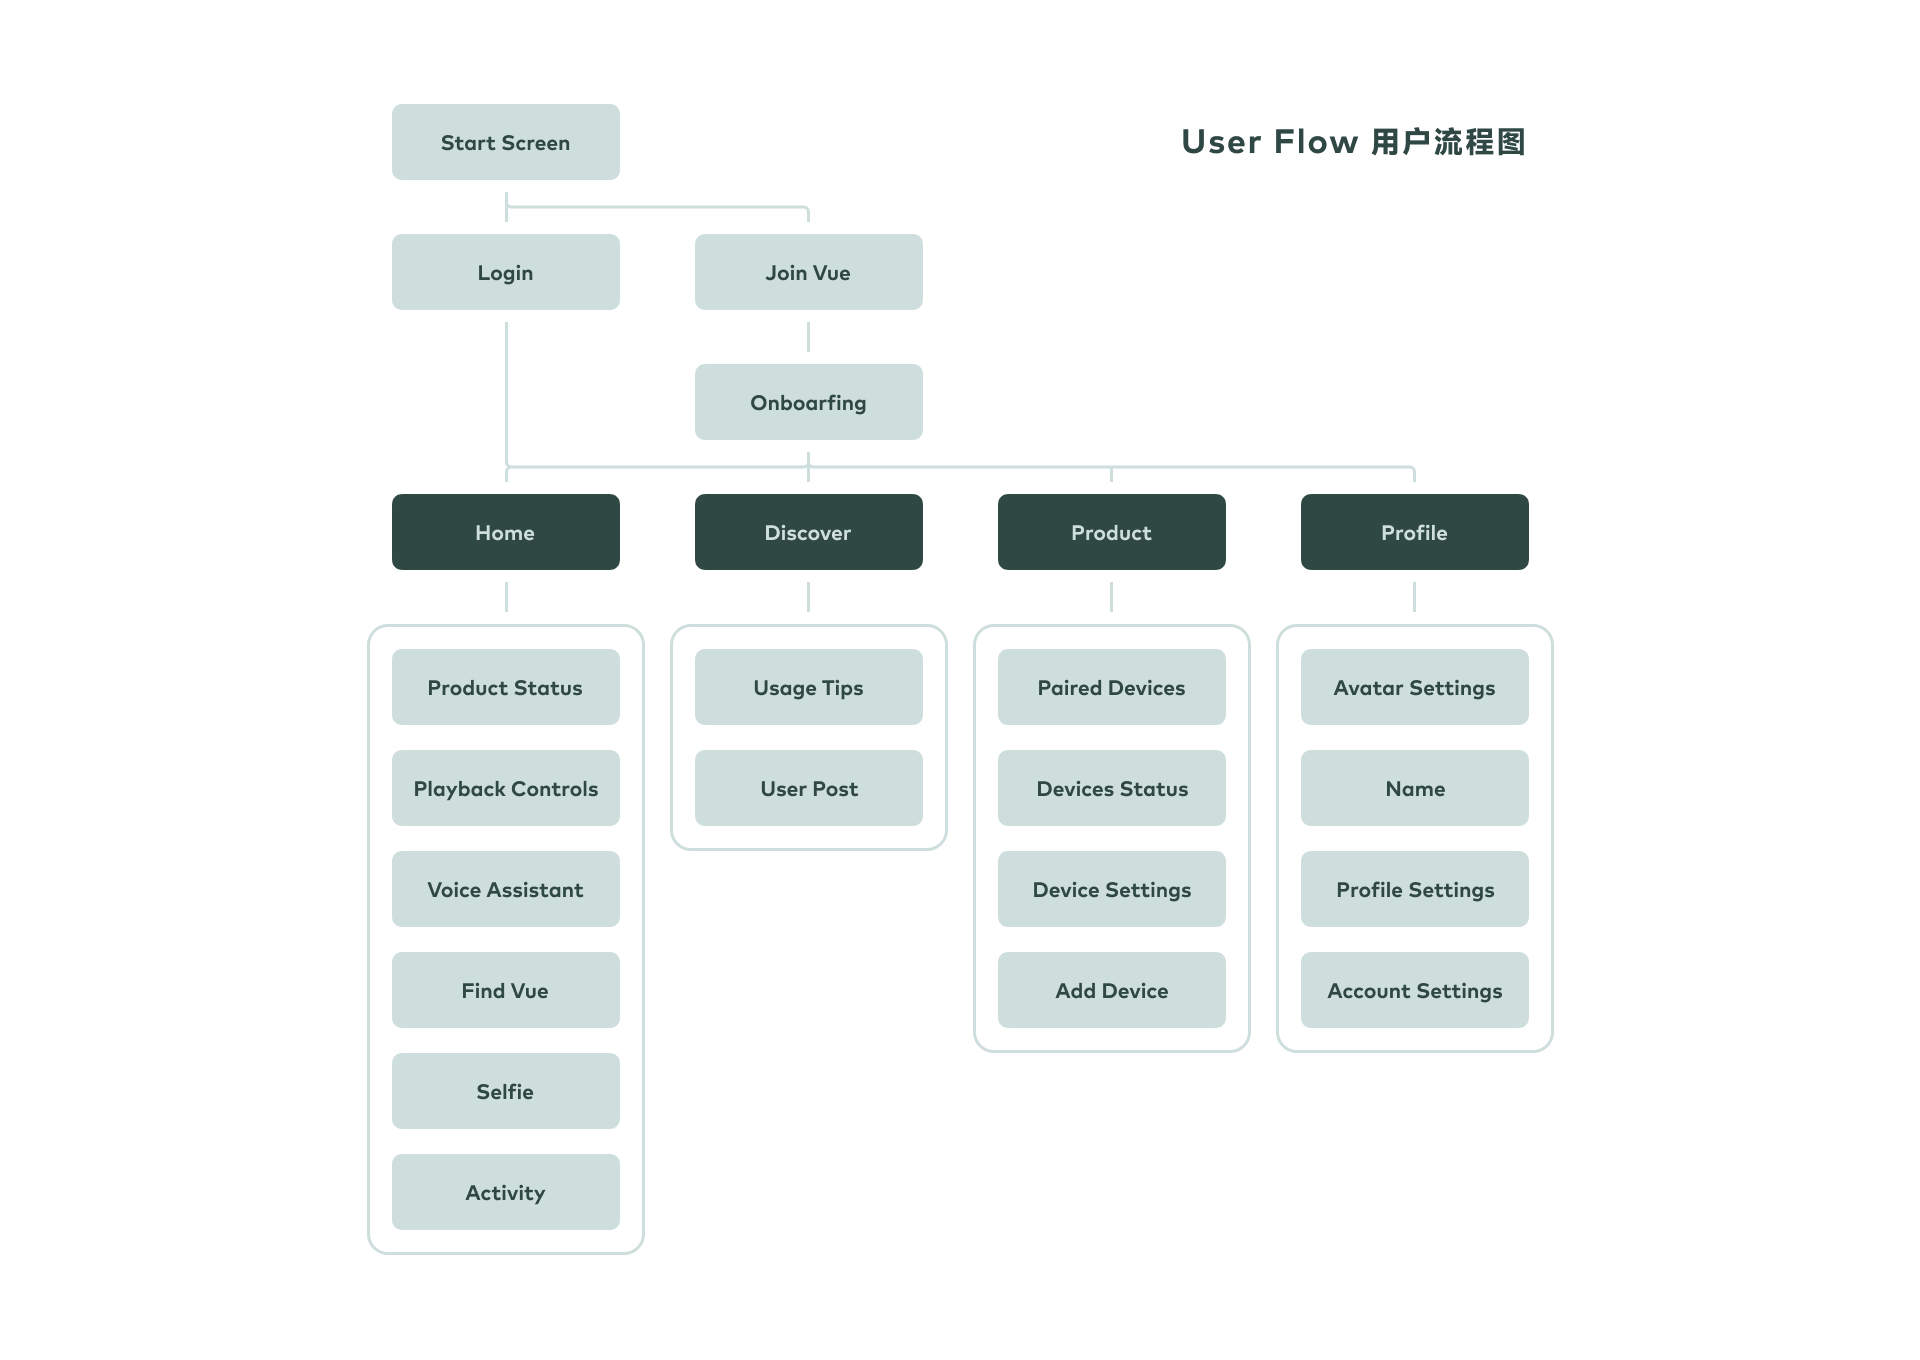 Start Screen
User Flow 用户流程图
Login
Join Vue
Onboarfing
Home
Discover
Product
Profile
Product Status
Usage Tips
Paired Devices
Avatar Settings
Playback Controls
User Post
Devices Status
Name
Voice Assistant
Device Settings
Profile Settings
Find Vue
Add Device
Account Settings
Selfie
Activity